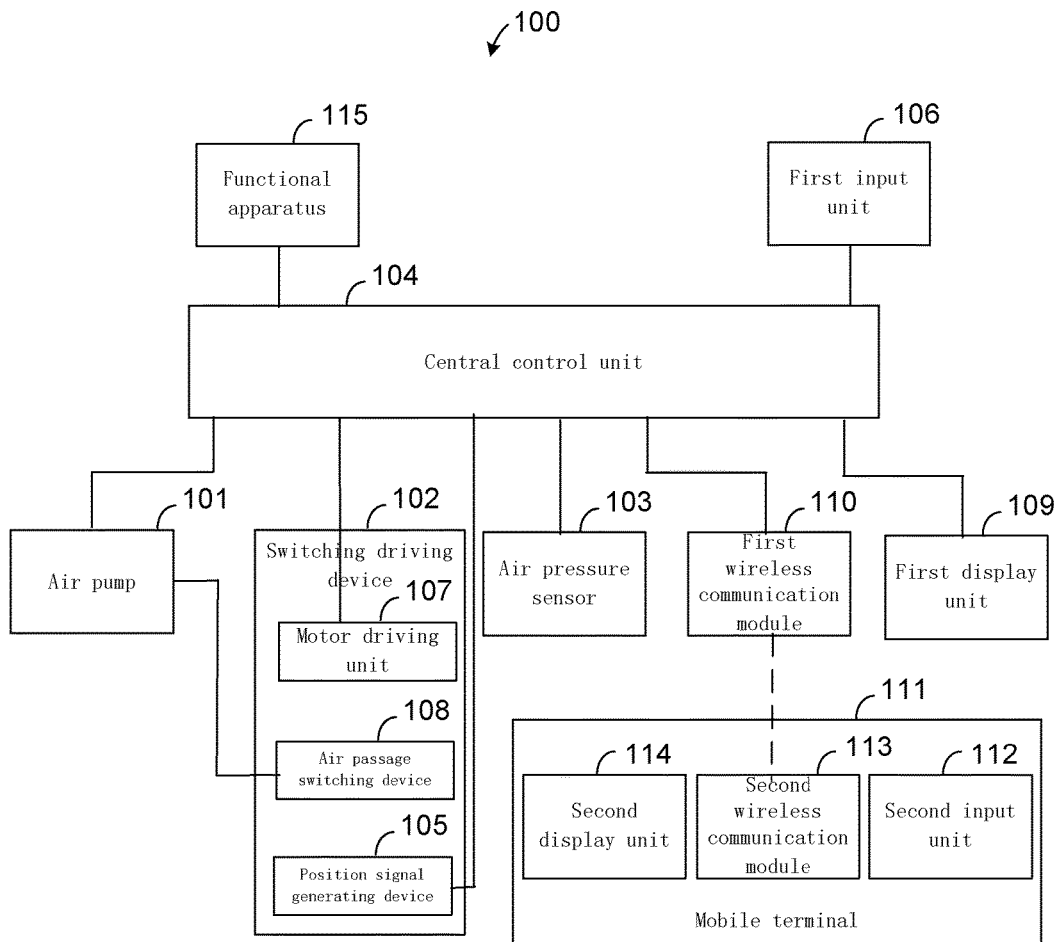 100
115
106
Functional
apparatus
First input
unit
104
Central control unit
101
102
103
110
109
Air pump
Switching driving
device
Air pressure
sensor
First
wireless
communication
module
First display
unit
107
Motor driving
unit
108
Air passage
switching device
105
Position signal
generating device
111
114
113
112
Second
display unit
Second
wireless
communication
module
Second input
unit
Mobile terminal